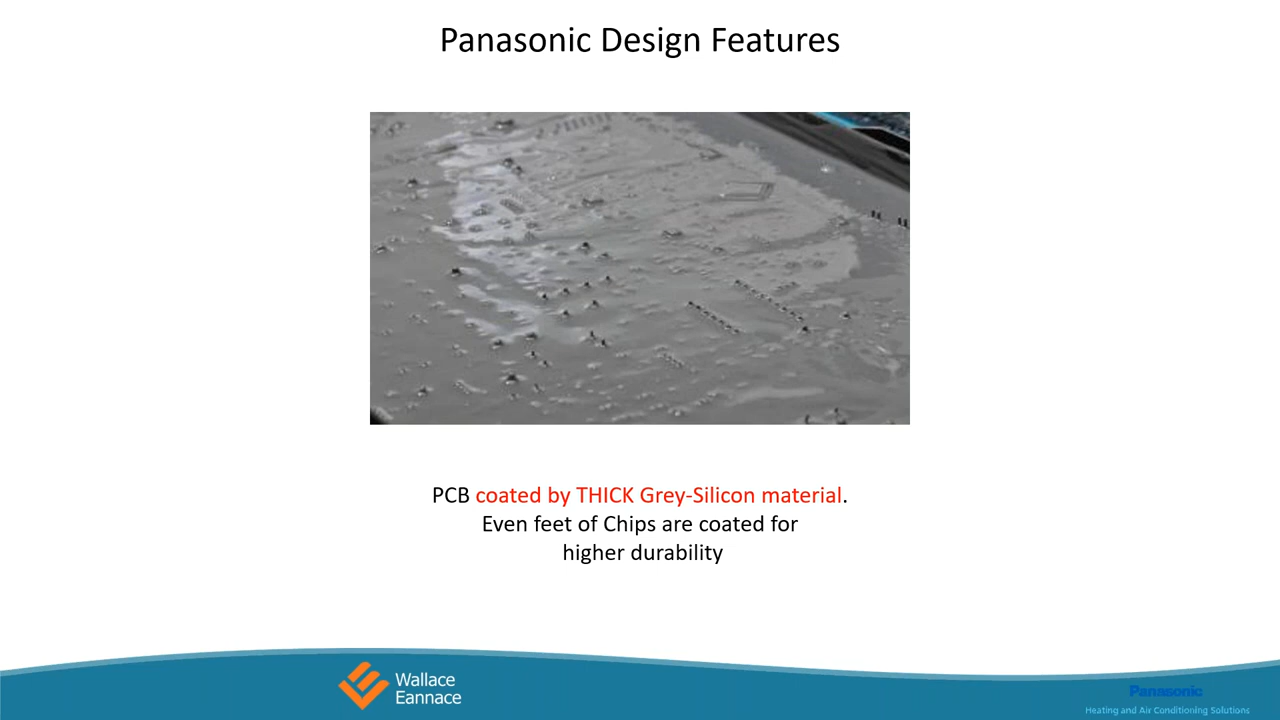 Panasonic Design Features
PCB coated by THICK Grey-Silicon material.
Even feet of Chips are coated for
higher durability
Wallace
Eannace
Panasonic
Heating and Air Conditioning Solutions